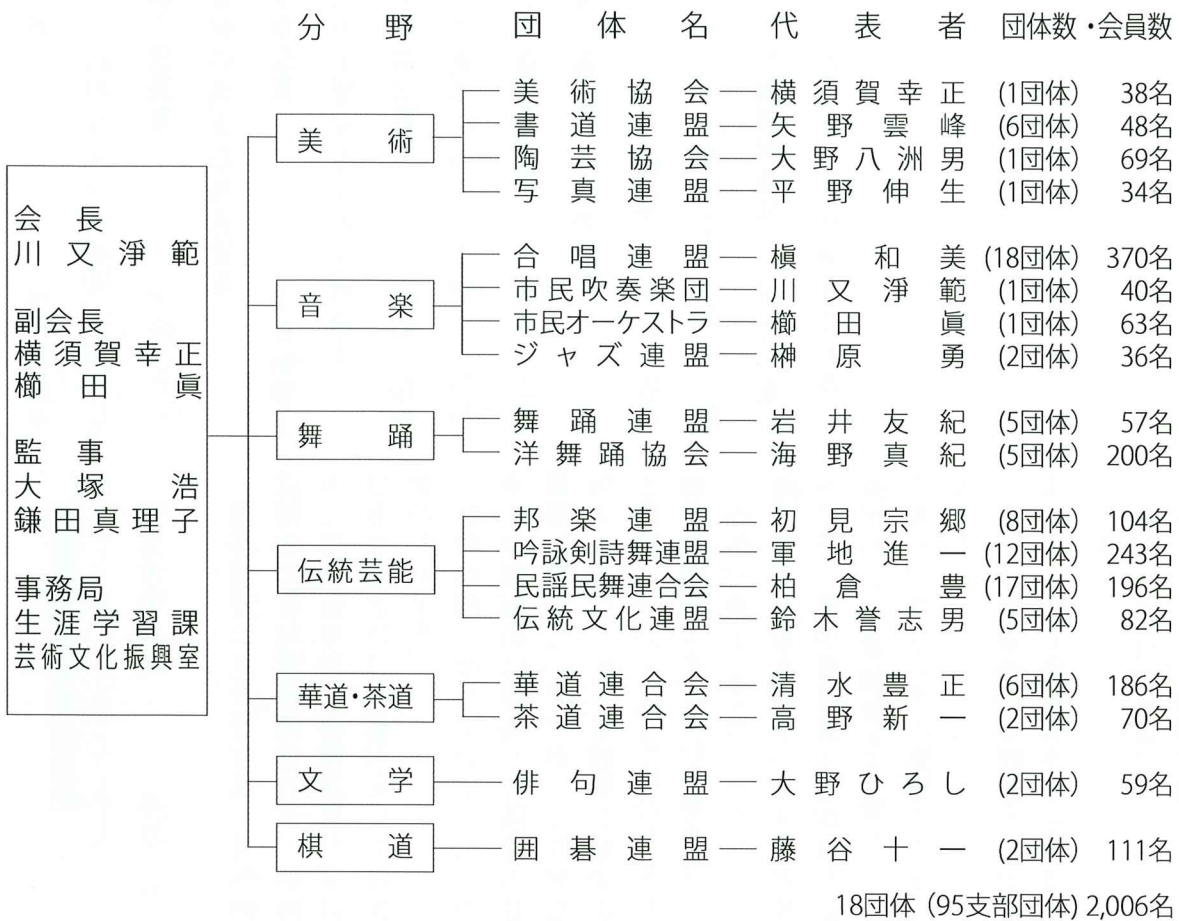 分野 団体名 代表者 団体数・会員数
会長
川又淨範
副会長
横須賀幸正
櫛田眞
監事
大塚浩
鎌田真理子
事務局
生涯学習課
芸術文化振興室
美術
美術協会 横須賀幸正 (1団体) 38名
書道連盟 矢野雲峰 (6団体) 48名
陶芸協会 大野八洲男 (1団体) 69名
写真連盟 平野伸生 (1団体) 34名
音楽
合唱連盟 槇和美 (18団体) 370名
市民吹奏楽団 川又淨範 (1団体) 40名
市民オーケストラ 櫛田眞 (1団体) 63名
ジャズ連盟 榊原勇 (2団体) 36名
舞踊
舞踊連盟 岩井友紀 (5団体) 57名
洋舞踊協会 海野真紀 (5団体) 200名
伝統芸能
邦楽連盟 初見宗郷 (8団体) 104名
吟詠剣詩舞連盟 軍地進一 (12団体) 243名
民謡民舞連合会 柏倉豊 (17団体) 196名
伝統文化連盟 鈴木誉志男 (5団体) 82名
華道・茶道
華道連合会 清水豊正 (6団体) 186名
茶道連合会 高野新一 (2団体) 70名
文学
俳句連盟 大野ひろし (2団体) 59名
棋道
囲碁連盟 藤谷十一 (2団体) 111名
18団体 (95支部団体) 2,006名